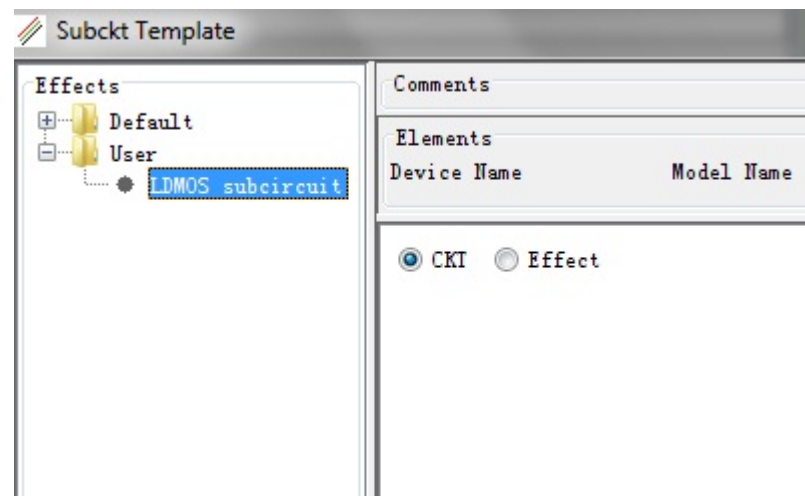 Subckt Template
Effects
Default
User
LDMOS subcircuit
Comments
Elements
Device Name Model Name
CKT Effect